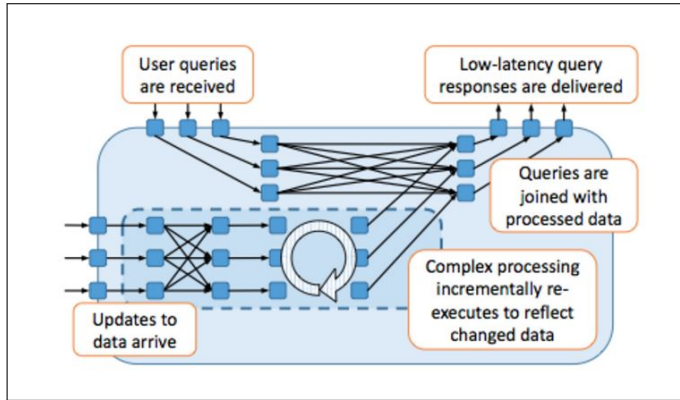 User queries
are received
Low-latency query
responses are delivered
Queries are
joined with
processed data
Complex processing
incrementally re-
executes to reflect
changed data
Updates to
data arrive